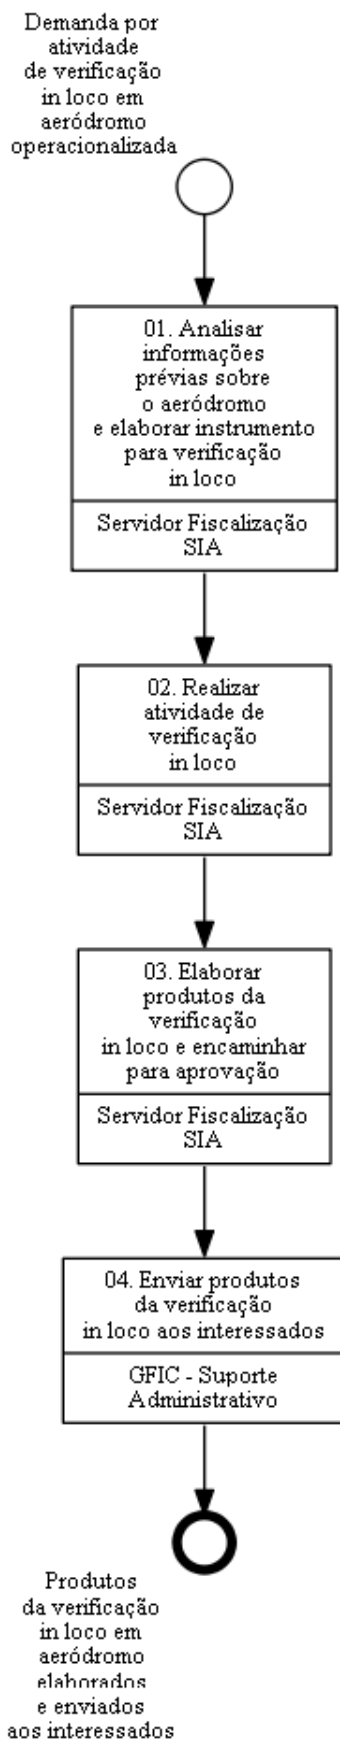 Demanda por
atividade
de verificação
in loco em
aeródromo
operacionalizada
01. Analisar
informações
prévias sobre
o aeródromo
e elaborar instrumento
para verificação
in loco
Servidor Fiscalização
SIA
02. Realizar
atividade de
verificação
in loco
Servidor Fiscalização
SIA
03. Elaborar
produtos da
verificação
in loco e encaminhar
para aprovação
Servidor Fiscalização
SIA
04. Enviar produtos
da verificação
in loco aos interessados
GFIC - Suporte
Administrativo
Produtos
da verificação
in loco em
aeródromo
elaborados
e enviados
aos interessados